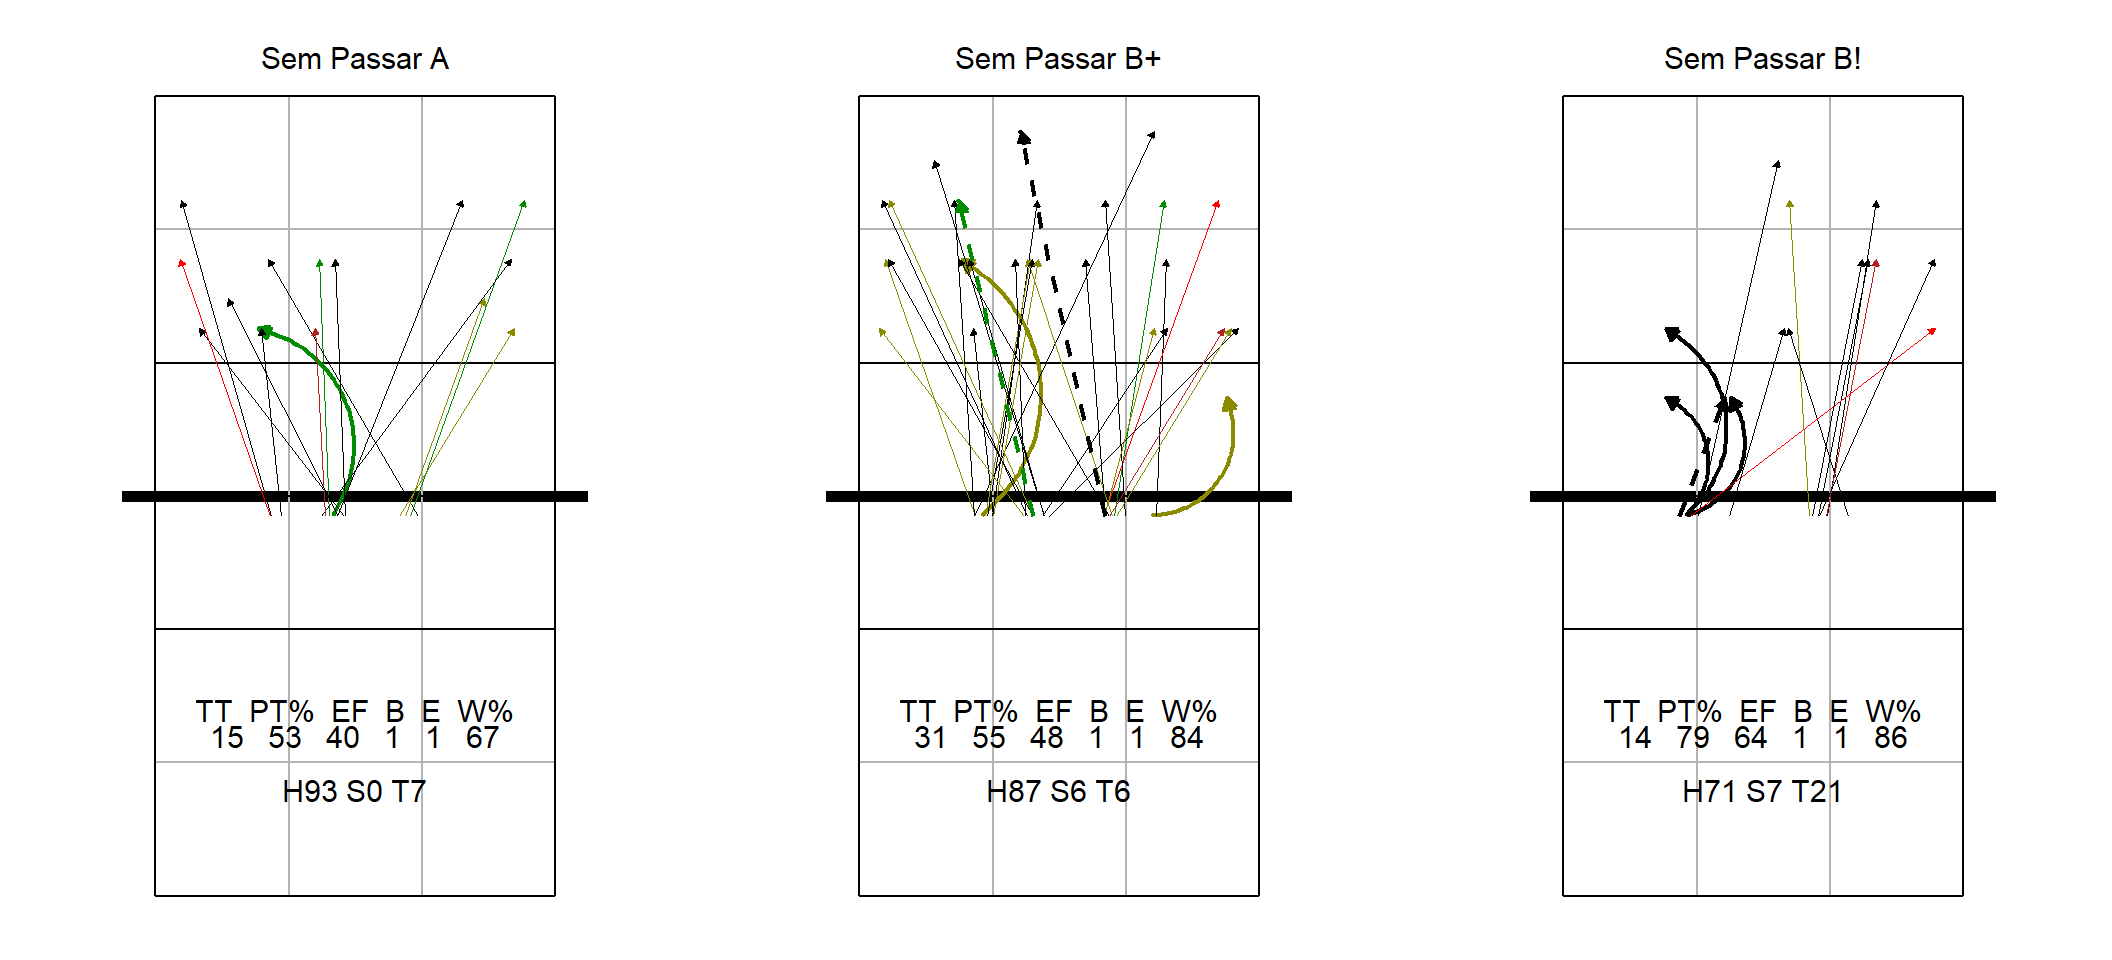 Sem Passar A
TT PT% EF B E W%
15 53 40 1 1 67
H93 S0 T7
Sem Passar B+
TT PT% EF B E W%
31 55 48 1 1 84
H87 S6 T6
Sem Passar B!
TT PT% EF B E W%
14 79 64 1 1 86
H71 S7 T21